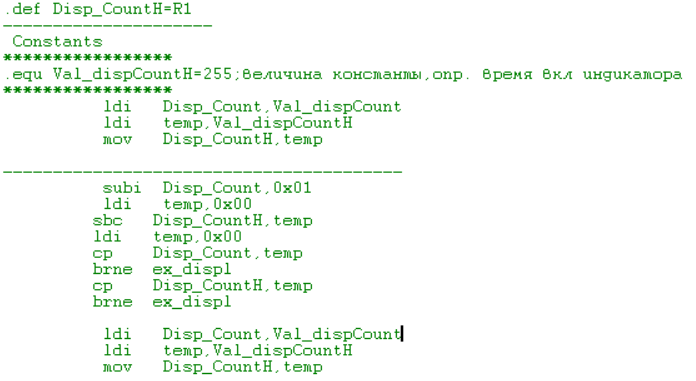 .def Disp_CountH=R1
---------------------
Constants
*****************
.equ Val_dispCountH=255;величина константы,опр. время вкл индикатора
*****************
ldi Disp_Count,Val_dispCount
ldi temp,Val_dispCountH
mov Disp_CountH,temp
----------------------------------------
subi Disp_Count,0x01
ldi temp,0x00
sbc Disp_CountH,temp
ldi temp,0x00
cp Disp_Count,temp
brne ex_displ
cp Disp_CountH,temp
brne ex_displ
ldi Disp_Count,Val_dispCount
ldi temp,Val_dispCountH
mov Disp_CountH,temp